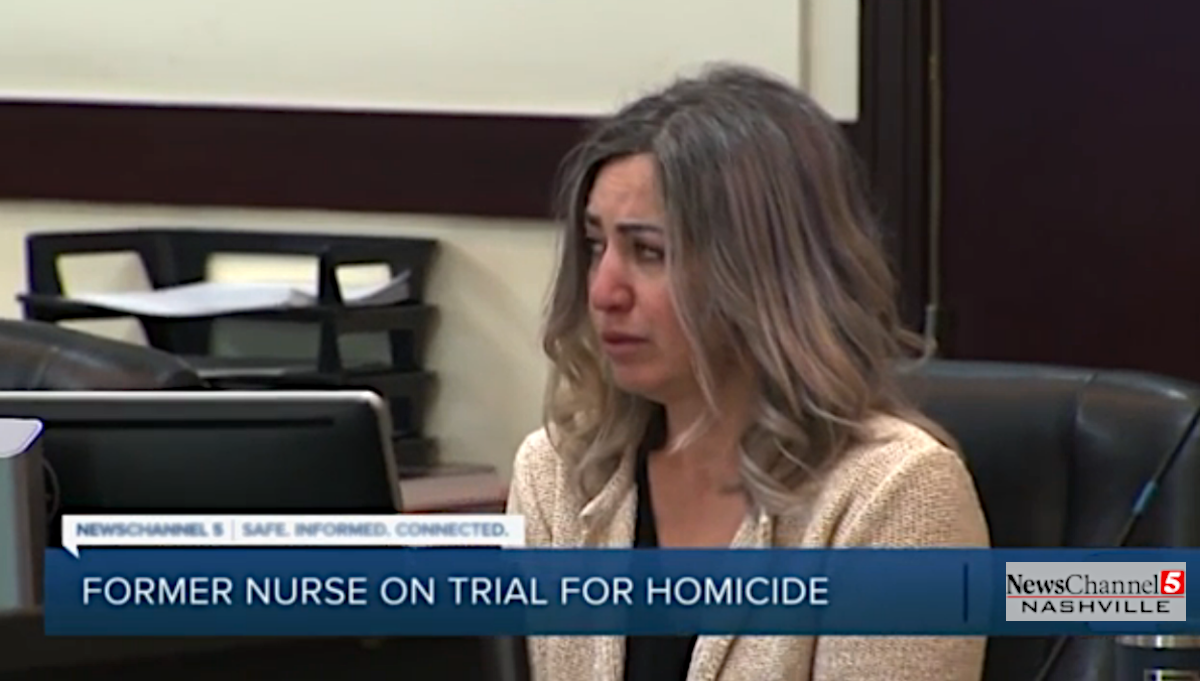 NEWSCHANNEL 5 | SAFE. INFORMED. CONNECTED.
FORMER NURSE ON TRIAL FOR HOMICIDE
NewsChannel 5
NASHVILLE